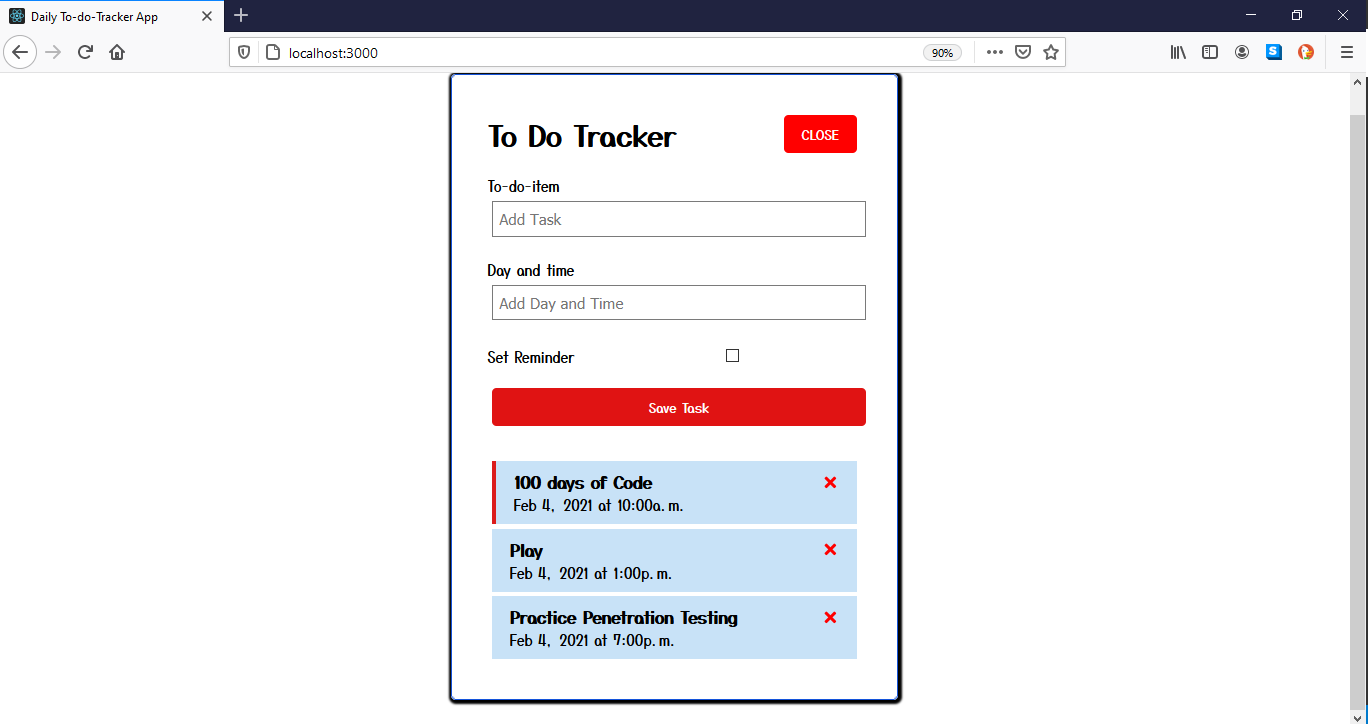 Daily To-do-Tracker App
localhost:3000
90%
To Do Tracker
CLOSE
To-do-item
Add Task
Day and time
Add Day and Time
Set Reminder
Save Task
100 days of Code
Feb 4, 2021 at 10:00a.m.
Play
Feb 4, 2021 at 1:00p.m.
Practice Penetration Testing
Feb 4, 2021 at 7:00p.m.